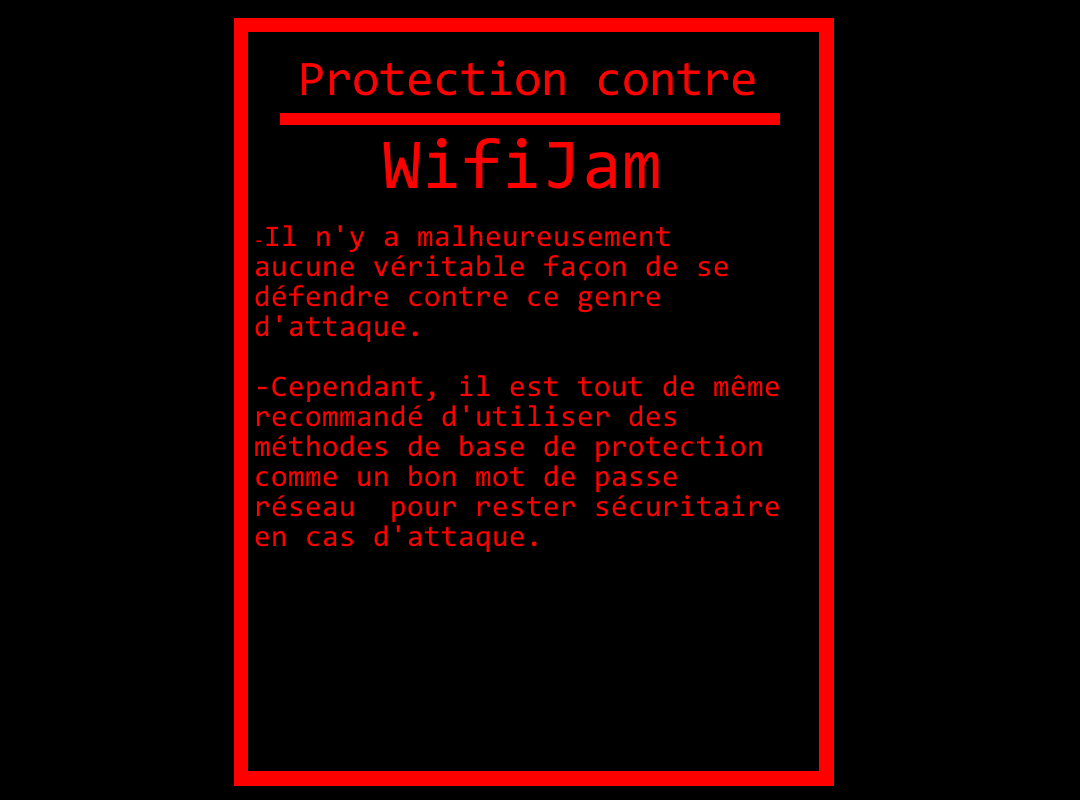 Protection contre
WifiJam
-Il n'y a malheureusement
aucune véritable façon de se
défendre contre ce genre
d'attaque.
-Cependant, il est tout de même
recommandé d'utiliser des
méthodes de base de protection
comme un bon mot de passe
réseau  pour rester sécuritaire
en cas d'attaque.